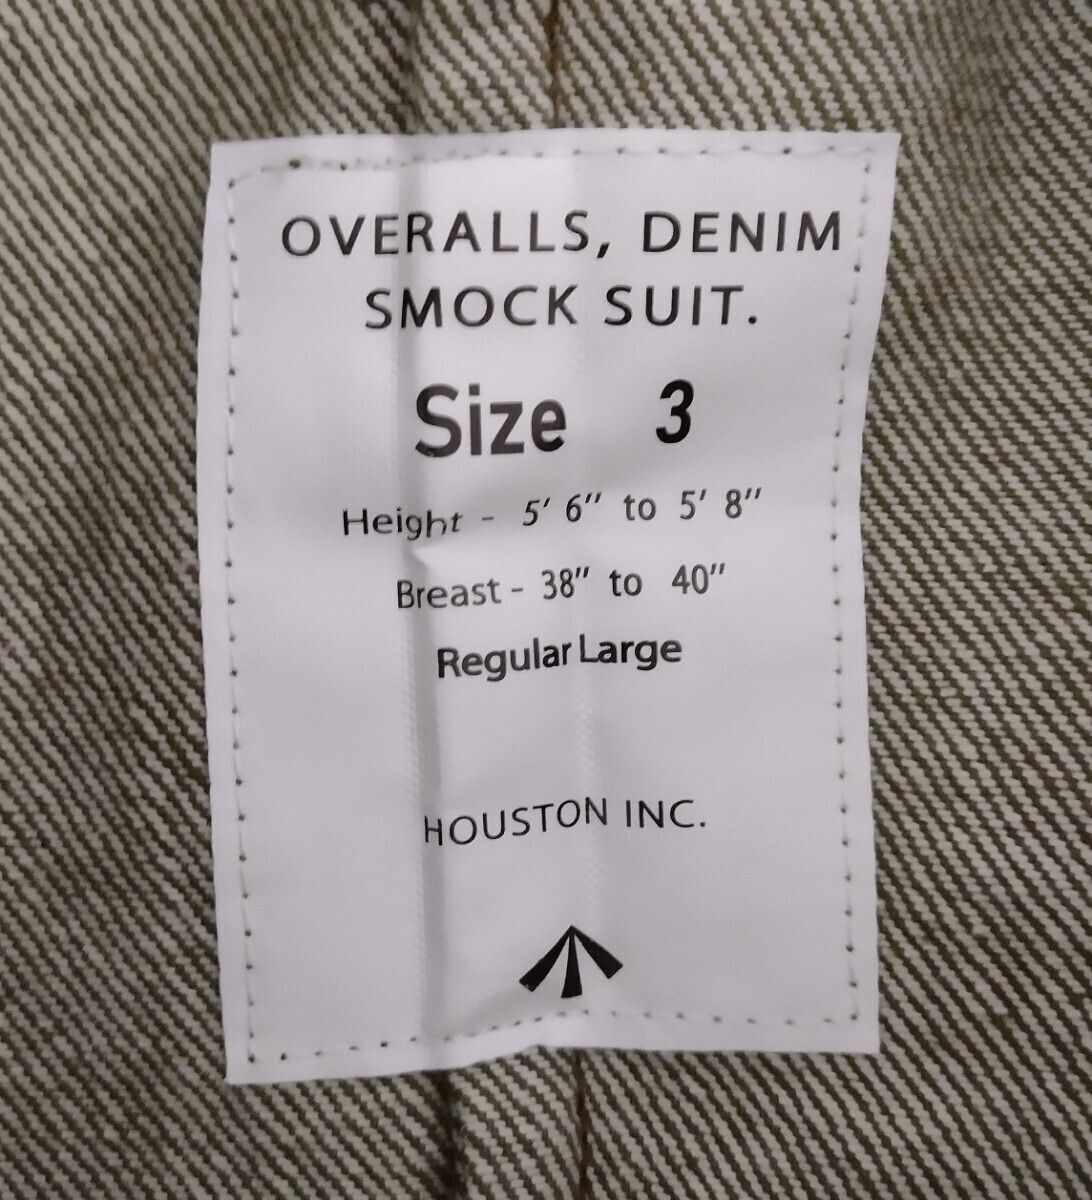 OVERALLS, DENIM
SMOCK SUIT.
Size 3
Height - 5' 6" to 5' 8"
Breast - 38" to 40"
Regular Large
HOUSTON INC.